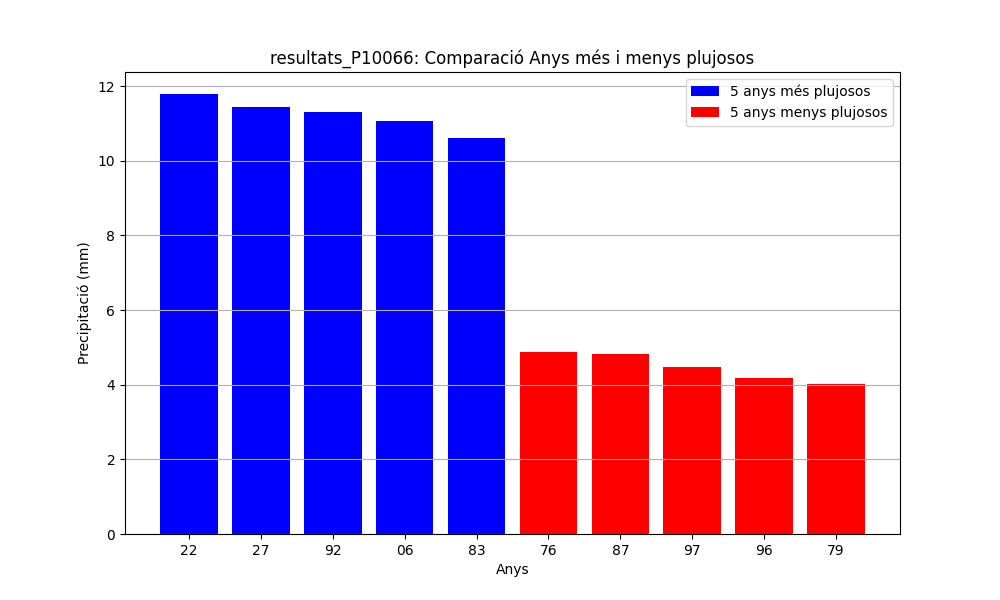 resultats_P10066: Comparació Anys més i menys plujosos
5 anys més plujosos
5 anys menys plujosos
Precipitació (mm)
12
10
8
6
4
2
0
22 27 92 06 83 76 87 97 96 79
Anys